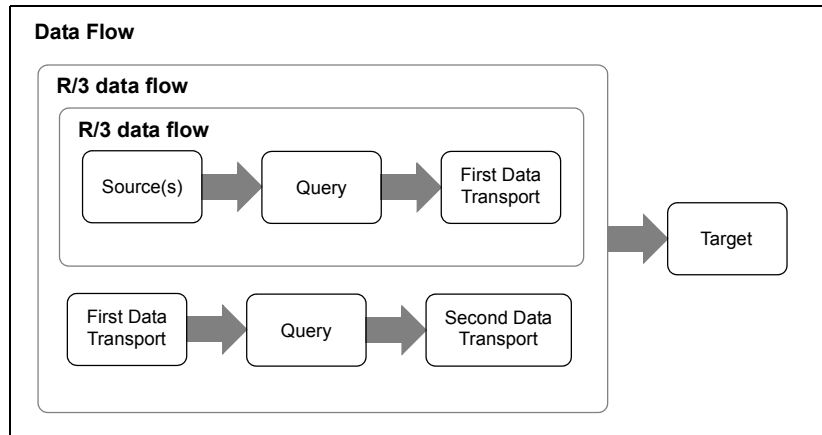 Data Flow
R/3 data flow
R/3 data flow
Source(s)
Query
First Data
Transport
Target
First Data
Transport
Query
Second Data
Transport